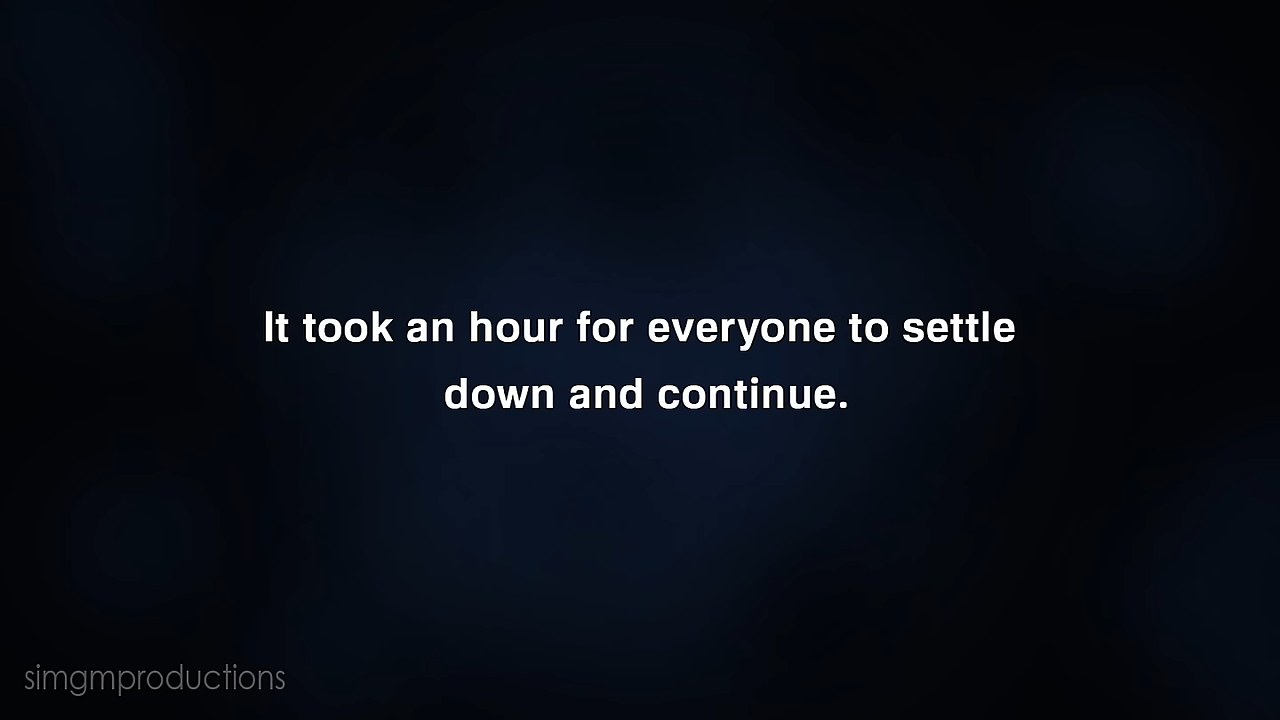 It took an hour for everyone to settle
down and continue.
simgmproductions